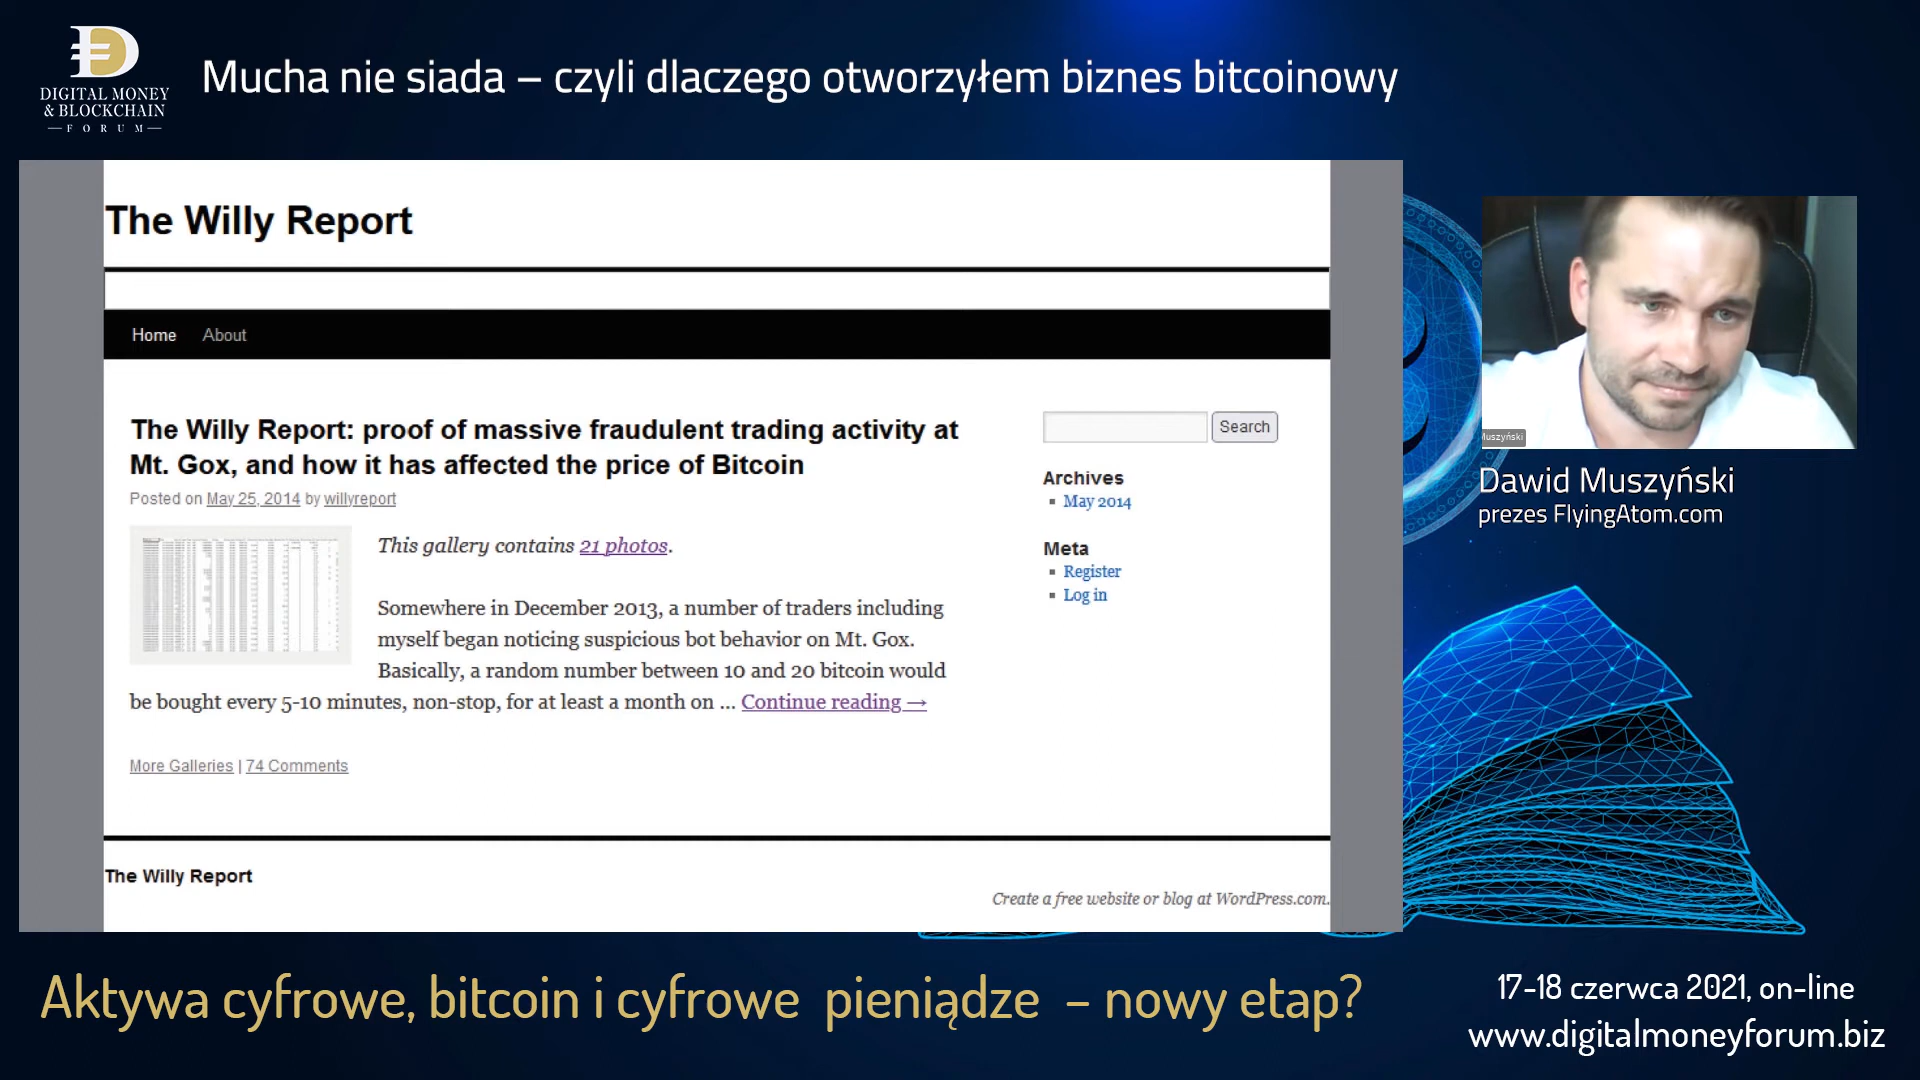 DIGITAL MONEY
& BLOCKCHAIN
FORUM
Mucha nie siada – czyli dlaczego otworzyłem biznes bitcoinowy
The Willy Report
Home About
The Willy Report: proof of massive fraudulent trading activity at
Mt. Gox, and how it has affected the price of Bitcoin
Posted on May 25, 2014 by willyreport
This gallery contains 21 photos.
Somewhere in December 2013, a number of traders including
myself began noticing suspicious bot behavior on Mt. Gox.
Basically, a random number between 10 and 20 bitcoin would
be bought every 5-10 minutes, non-stop, for at least a month on ... Continue reading →
More Galleries | 74 Comments
Search
Archives
May 2014
Meta
Register
Log in
The Willy Report
Create a free website or blog at WordPress.com.
Muszyński
Dawid Muszyński
prezes FlyingAtom.com
Aktywa cyfrowe, bitcoin i cyfrowe pieniądze – nowy etap?
17-18 czerwca 2021, on-line
www.digitalmoneyforum.biz